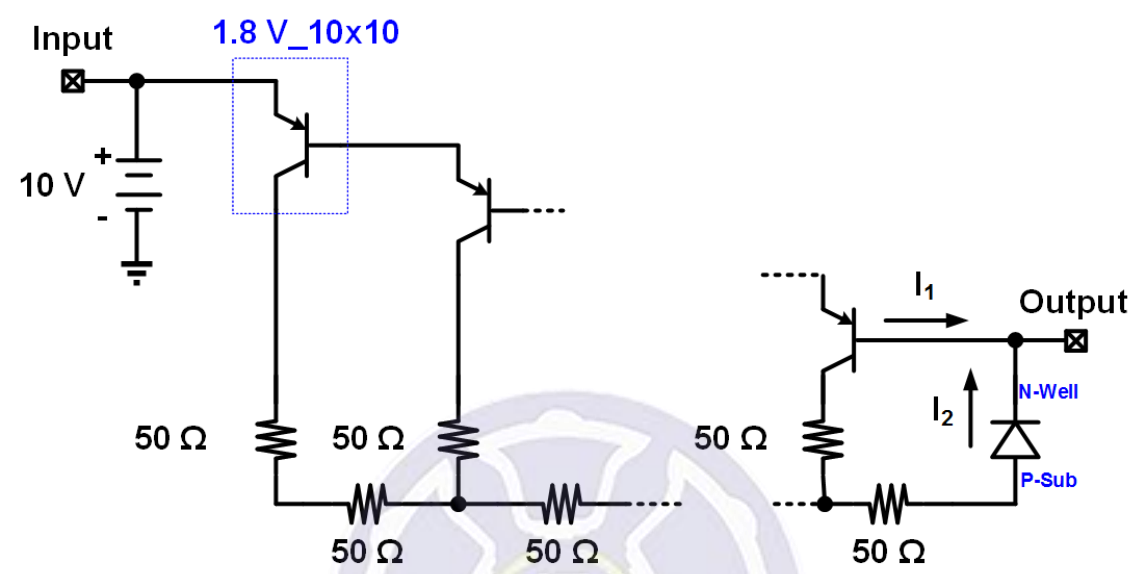 Input
1.8 V_10x10
+
10 V
-
I1
Output
N-Well
I2
P-Sub
50 Ω
50 Ω
50 Ω
50 Ω
50 Ω
50 Ω